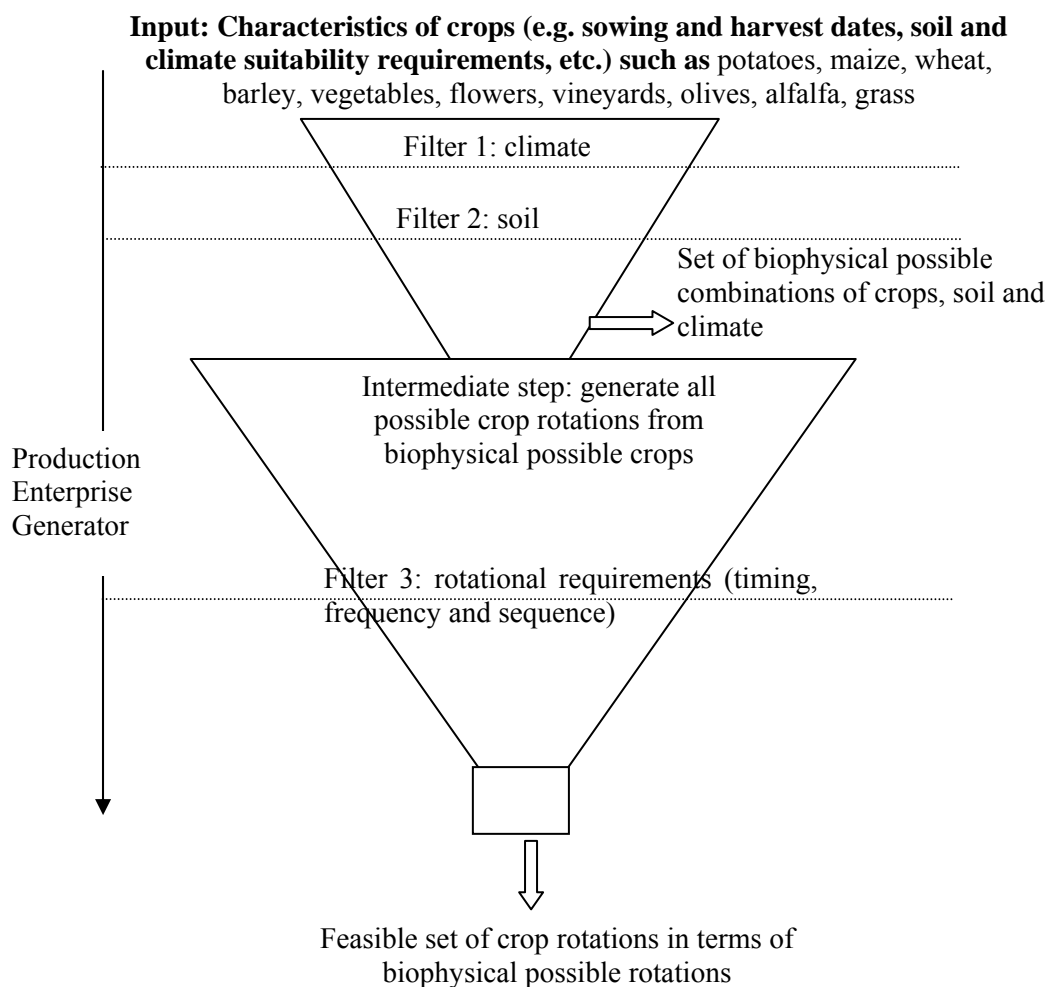 Input: Characteristics of crops (e.g. sowing and harvest dates, soil and
climate suitability requirements, etc.) such as potatoes, maize, wheat,
barley, vegetables, flowers, vineyards, olives, alfalfa, grass
Filter 1: climate
Filter 2: soil
Set of biophysical possible
combinations of crops, soil and
climate
Intermediate step: generate all
possible crop rotations from
biophysical possible crops
Production
Enterprise
Generator
Filter 3: rotational requirements (timing,
frequency and sequence)
Feasible set of crop rotations in terms of
biophysical possible rotations